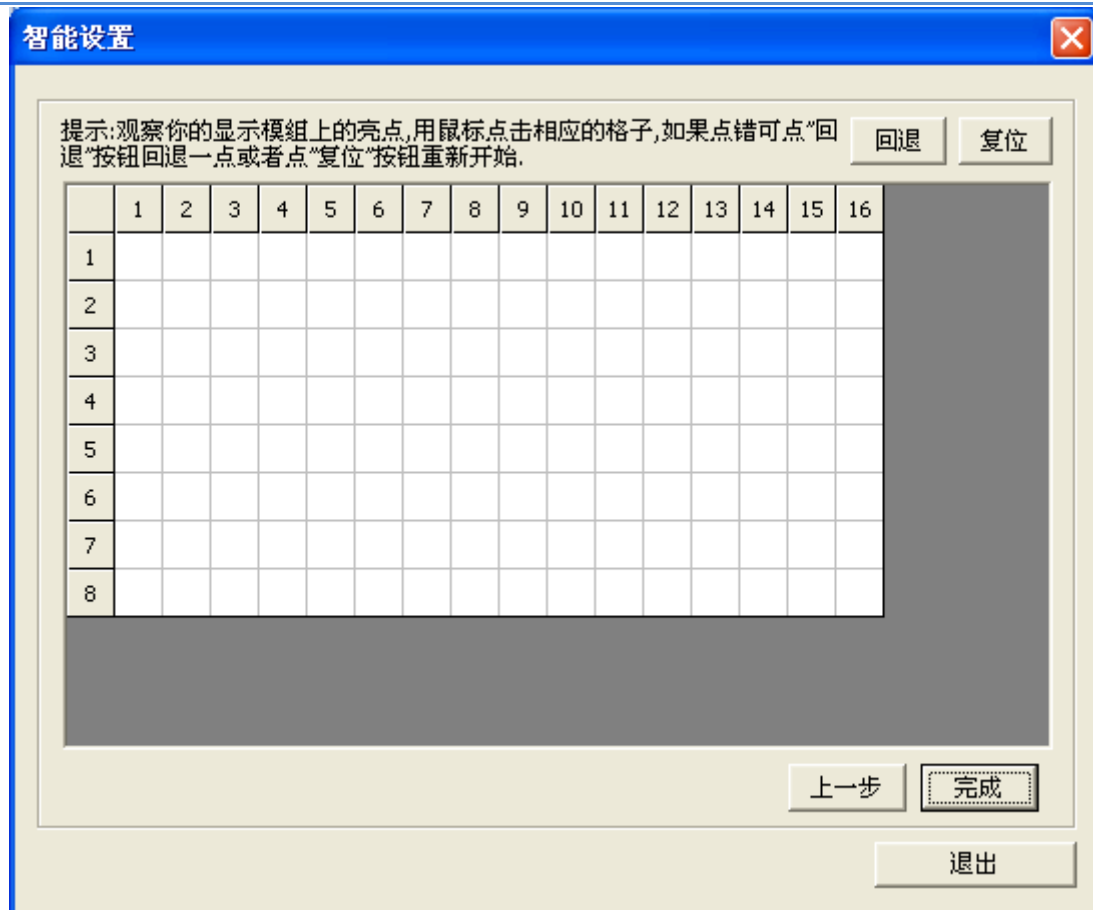 智能设置
提示:观察你的显示模组上的亮点,用鼠标点击相应的格子,如果点错可点"回
退"按钮回退一点或者点"复位"按钮重新开始.
回退 复位
1 2 3 4 5 6 7 8 9 10 11 12 13 14 15 16
1
2
3
4
5
6
7
8
上一步 完成
退出